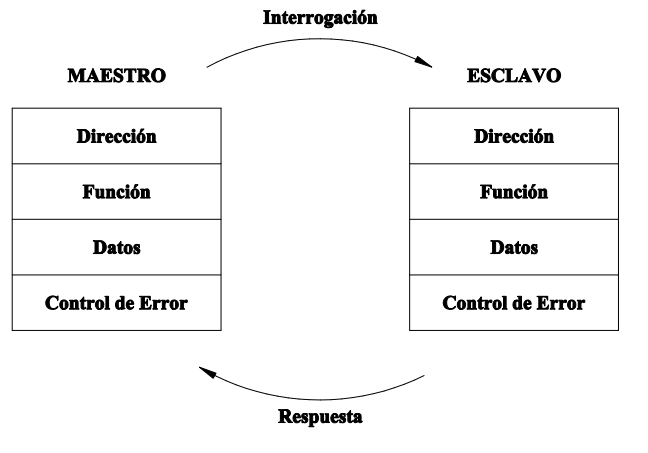 Interrogación
MAESTRO
ESCLAVO
Dirección
Dirección
Función
Función
Datos
Datos
Control de Error
Control de Error
Respuesta